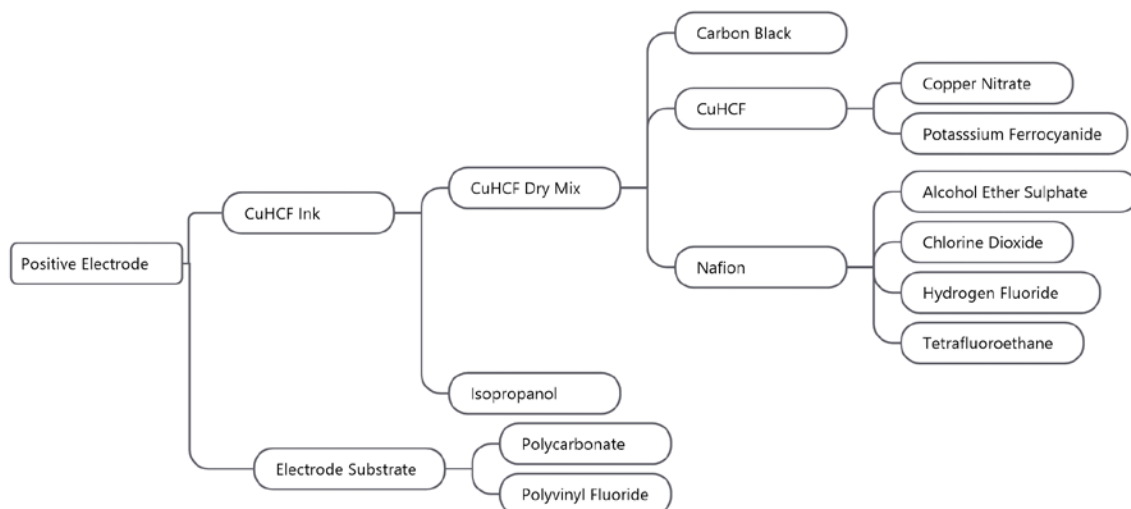 Carbon Black
Copper Nitrate
CuHCF
Potasssium Ferrocyanide
CuHCF Dry Mix
Alcohol Ether Sulphate
CuHCF Ink
Chlorine Dioxide
Positive Electrode
Nafion
Hydrogen Fluoride
Tetrafluoroethane
Isopropanol
Polycarbonate
Electrode Substrate
Polyvinyl Fluoride